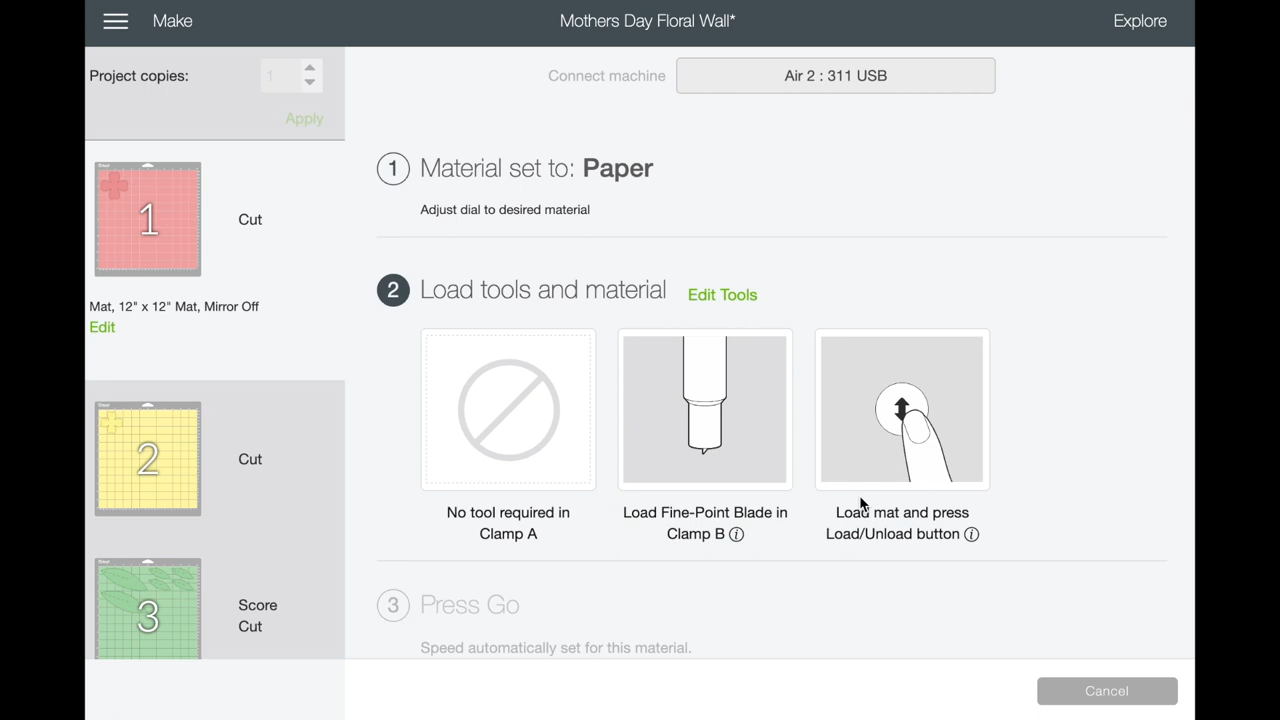 Make
Mothers Day Floral Wall*
Explore
Project copies:
1
Apply
Connect machine
Air 2 : 311 USB
1
Cut
Mat, 12" x 12" Mat, Mirror Off
Edit
2
Cut
3
Score
Cut
1 Material set to: Paper
Adjust dial to desired material
2 Load tools and material
Edit Tools
No tool required in
Clamp A
Load Fine-Point Blade in
Clamp B i
Load mat and press
Load/Unload button i
3 Press Go
Speed automatically set for this material.
Cancel